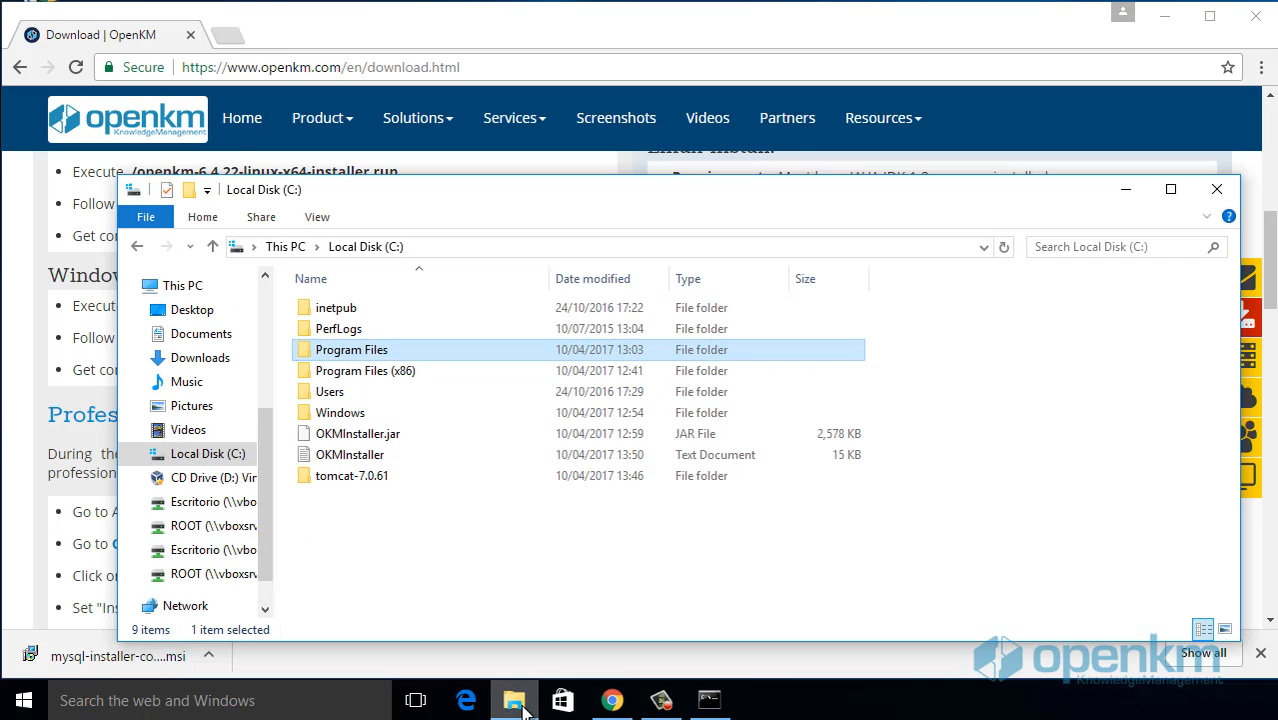 Download | OpenKM
Secure
https://www.openkm.com/en/download.html
openkm
KnowledgeManagement
Home
Product
Solutions
Services
Screenshots
Videos
Partners
Resources
Execute ./openkm-6.4.22-linux-x64-installer.run
Follow
Get con
Window
Execut
Follow
Get co
Profes
During the
profession
Go to A
Go to
Click on
Set "Ins
Local Disk (C:)
File
Home
Share
View
This PC
Local Disk (C:)
Search Local Disk (C:)
This PC
Desktop
Documents
Downloads
Music
Pictures
Videos
Local Disk (C:)
CD Drive (D:) Vir
Escritorio (\\vbo
ROOT (\\vboxsrv
Escritorio (\\vbo
ROOT (\\vboxsrv
Network
Name Date modified Type Size
inetpub 24/10/2016 17:22 File folder
PerfLogs 10/07/2015 13:04 File folder
Program Files 10/04/2017 13:03 File folder
Program Files (x86) 10/04/2017 12:41 File folder
Users 24/10/2016 17:29 File folder
Windows 10/04/2017 12:54 File folder
OKMInstaller.jar 10/04/2017 12:59 JAR File 2,578 KB
OKMInstaller 10/04/2017 13:50 Text Document 15 KB
tomcat-7.0.61 10/04/2017 13:46 File folder
9 items 1 item selected
mysql-installer-co....msi
Show all
openkm
KnowledgeManagement
Search the web and Windows